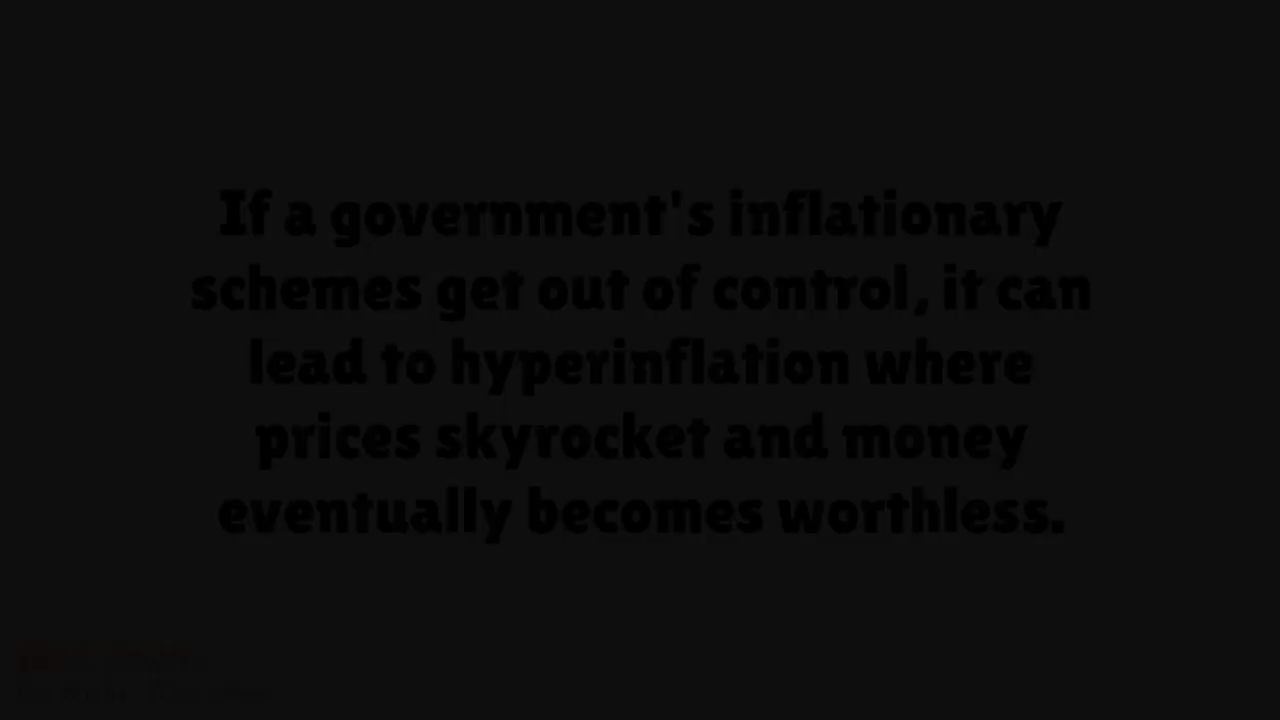 If a government's inflationary
schemes get out of control, it can
lead to hyperinflation where
prices skyrocket and money
eventually becomes worthless.